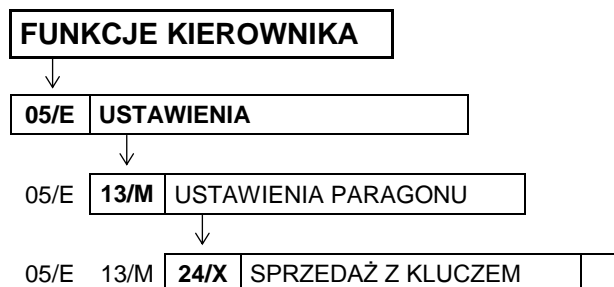 FUNKCJE KIEROWNIKA
05/E USTAWIENIA
05/E 13/M USTAWIENIA PARAGONU
05/E 13/M 24/X SPRZEDAŻ Z KLUCZEM